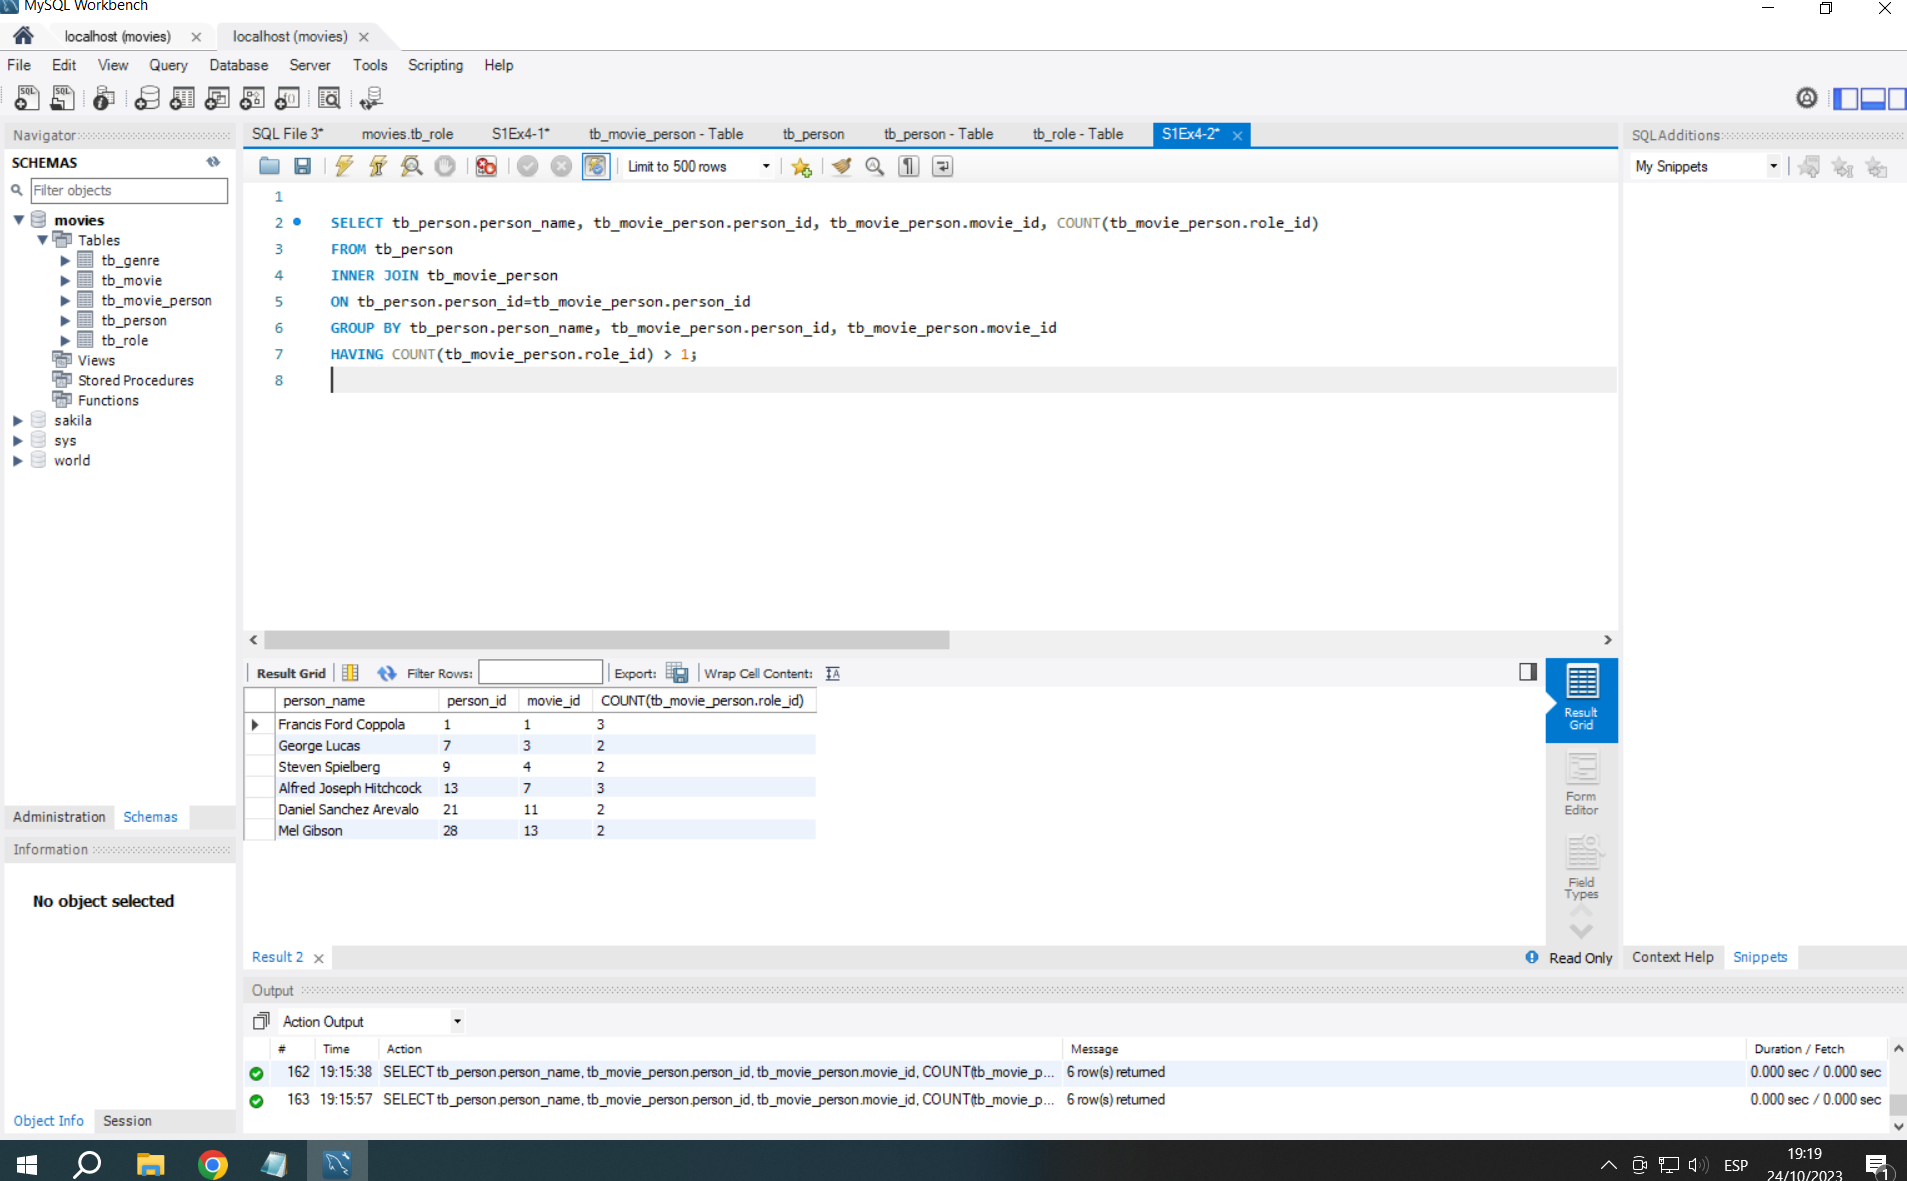 MySQL Workbench
localhost (movies)
localhost (movies)
File Edit View Query Database Server Tools Scripting Help
Navigator
SCHEMAS
Filter objects
movies
Tables
tb_genre
tb_movie
tb_movie_person
tb_person
tb_role
Views
Stored Procedures
Functions
sakila
sys
world
Administration Schemas
Information
No object selected
Object Info Session
SQL File 3* movies.tb_role S1Ex4-1* tb_movie_person - Table tb_person tb_person - Table tb_role - Table S1Ex4-2*
Limit to 500 rows
1
2 SELECT tb_person.person_name, tb_movie_person.person_id, tb_movie_person.movie_id, COUNT(tb_movie_person.role_id)
3 FROM tb_person
4 INNER JOIN tb_movie_person
5 ON tb_person.person_id=tb_movie_person.person_id
6 GROUP BY tb_person.person_name, tb_movie_person.person_id, tb_movie_person.movie_id
7 HAVING COUNT(tb_movie_person.role_id) > 1;
8
Result Grid Filter Rows: Export: Wrap Cell Content:
person_name person_id movie_id COUNT(tb_movie_person.role_id)
Francis Ford Coppola 1 1 3
George Lucas 7 3 2
Steven Spielberg 9 4 2
Alfred Joseph Hitchcock 13 7 3
Daniel Sanchez Arevalo 21 11 2
Mel Gibson 28 13 2
Result
Grid
Form
Editor
Field
Types
Result 2
Read Only
SQLAdditions
My Snippets
Context Help Snippets
Output
Action Output
# Time Action Message Duration / Fetch
162 19:15:38 SELECT tb_person.person_name, tb_movie_person.person_id, tb_movie_person.movie_id, COUNT(tb_movie_p... 6 row(s) returned 0.000 sec / 0.000 sec
163 19:15:57 SELECT tb_person.person_name, tb_movie_person.person_id, tb_movie_person.movie_id, COUNT(tb_movie_p... 6 row(s) returned 0.000 sec / 0.000 sec
ESP
19:19
24/10/2023
1